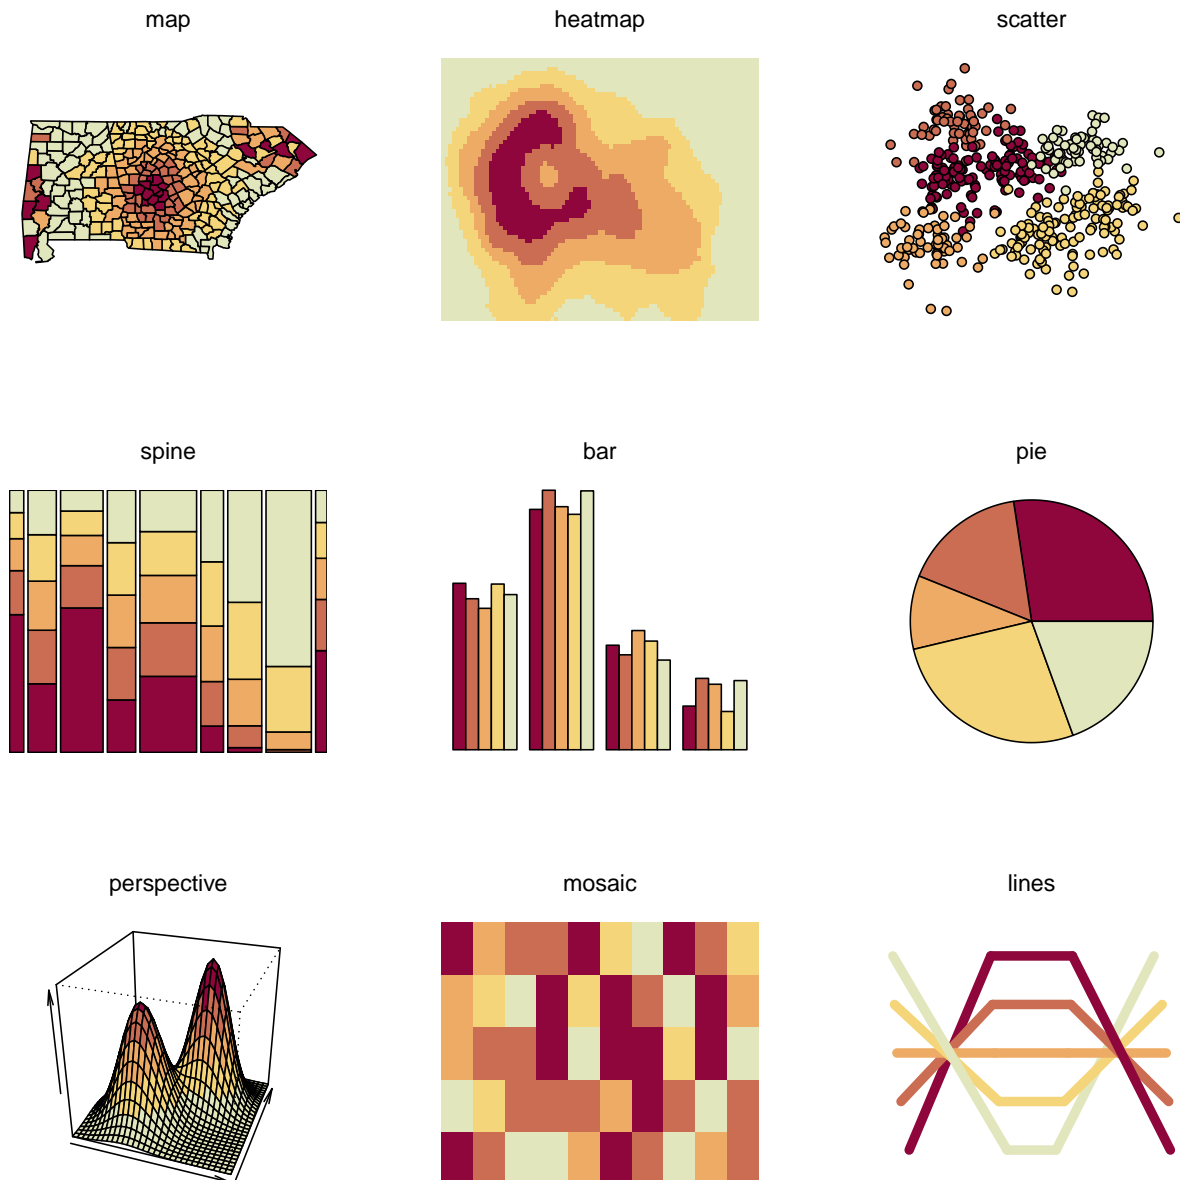 map
heatmap
scatter
spine
bar
pie
perspective
mosaic
lines